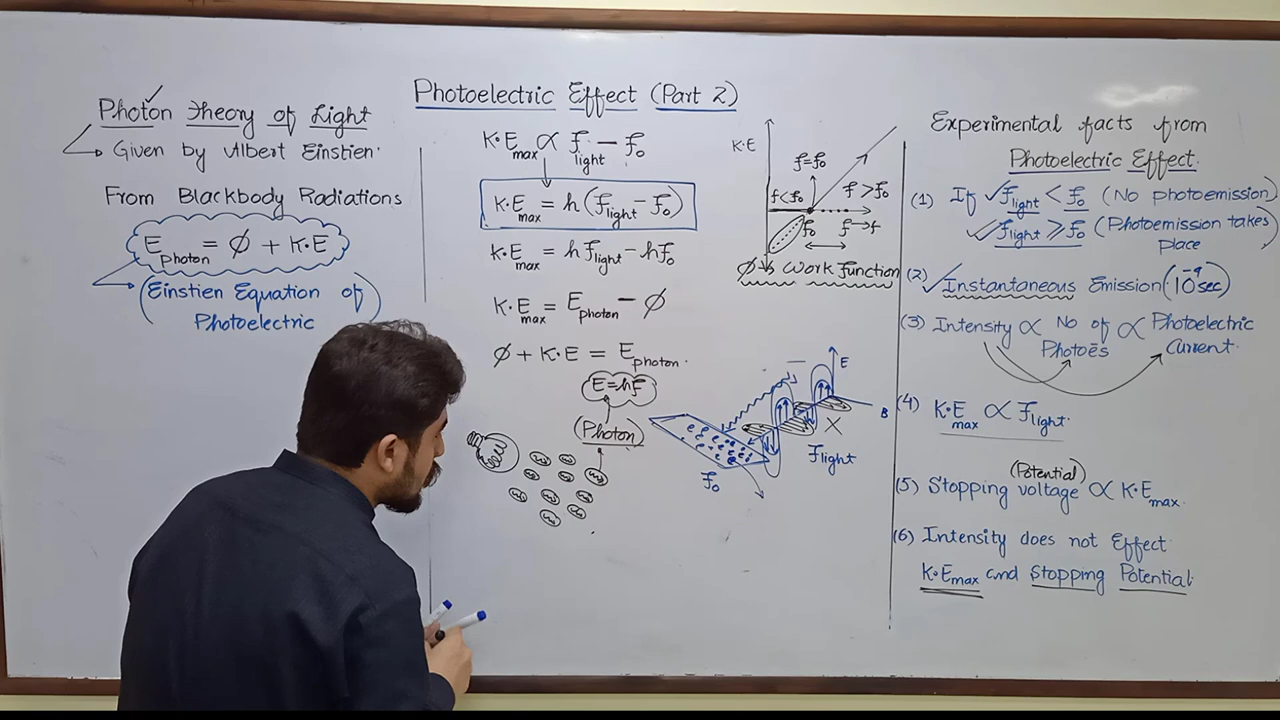 Photoelectric Effect (Part 2)
Photon Theory of Light
Given by Albert Einstien.
From Blackbody Radiations
E photon = Ø + K·E
(Einstien Equation of
Photoelectric)
K·E max ∝ f light − f₀
K·E max = h(f light − f₀)
K·E max = hf light − hf₀
K·E max = E photon − Ø
Ø + K·E = E photon.
E=hf
(Photon)
K·E
f=f₀
f<f₀
f>f₀
f₀
f→f
Ø→ Work function
E
B
X
f light
f₀
Experimental facts from
Photoelectric Effect.
(1) If ✓f light < f₀ (No photoemission)
✓f light ⩾ f₀ (Photoemission takes
place
(2) ✓Instantaneous Emission (10⁻⁹sec)
(3) Intensity ∝ No of Photoēs ∝ Photoelectric Current.
(4) K·E max ∝ f light.
(Potential)
(5) Stopping voltage ∝ K·E max.
(6) Intensity does not Effect
K·E max and Stopping Potential.